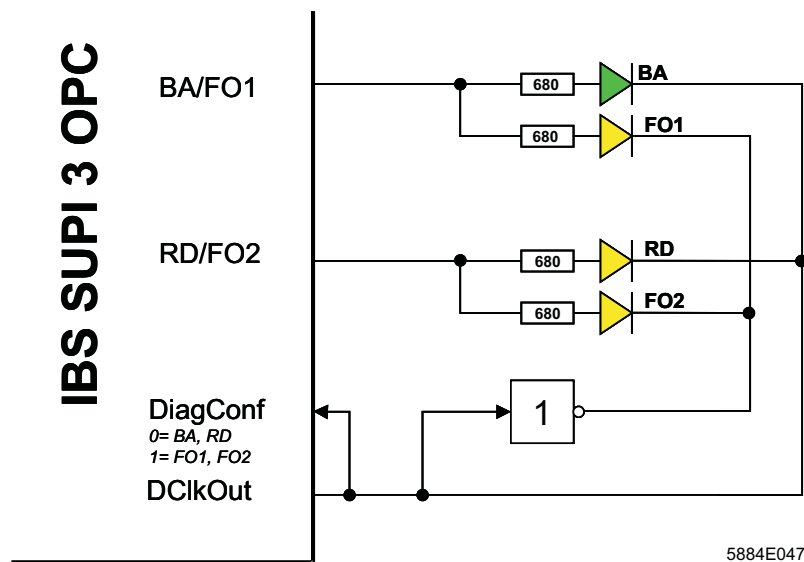 IBS SUPI 3 OPC
BA/FO1
680
BA
680
FO1
RD/FO2
680
RD
680
FO2
DiagConf
0= BA, RD
1= FO1, FO2
1
DClkOut
5884E047